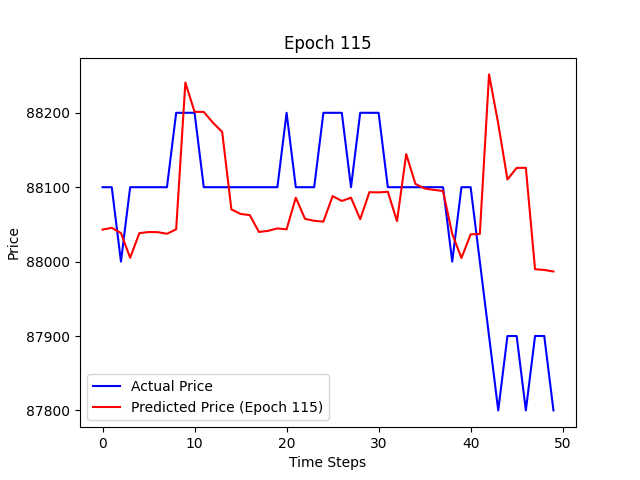 Epoch 115
Price
88200
88100
88000
87900
87800
Actual Price
Predicted Price (Epoch 115)
0 10 20 30 40 50
Time Steps